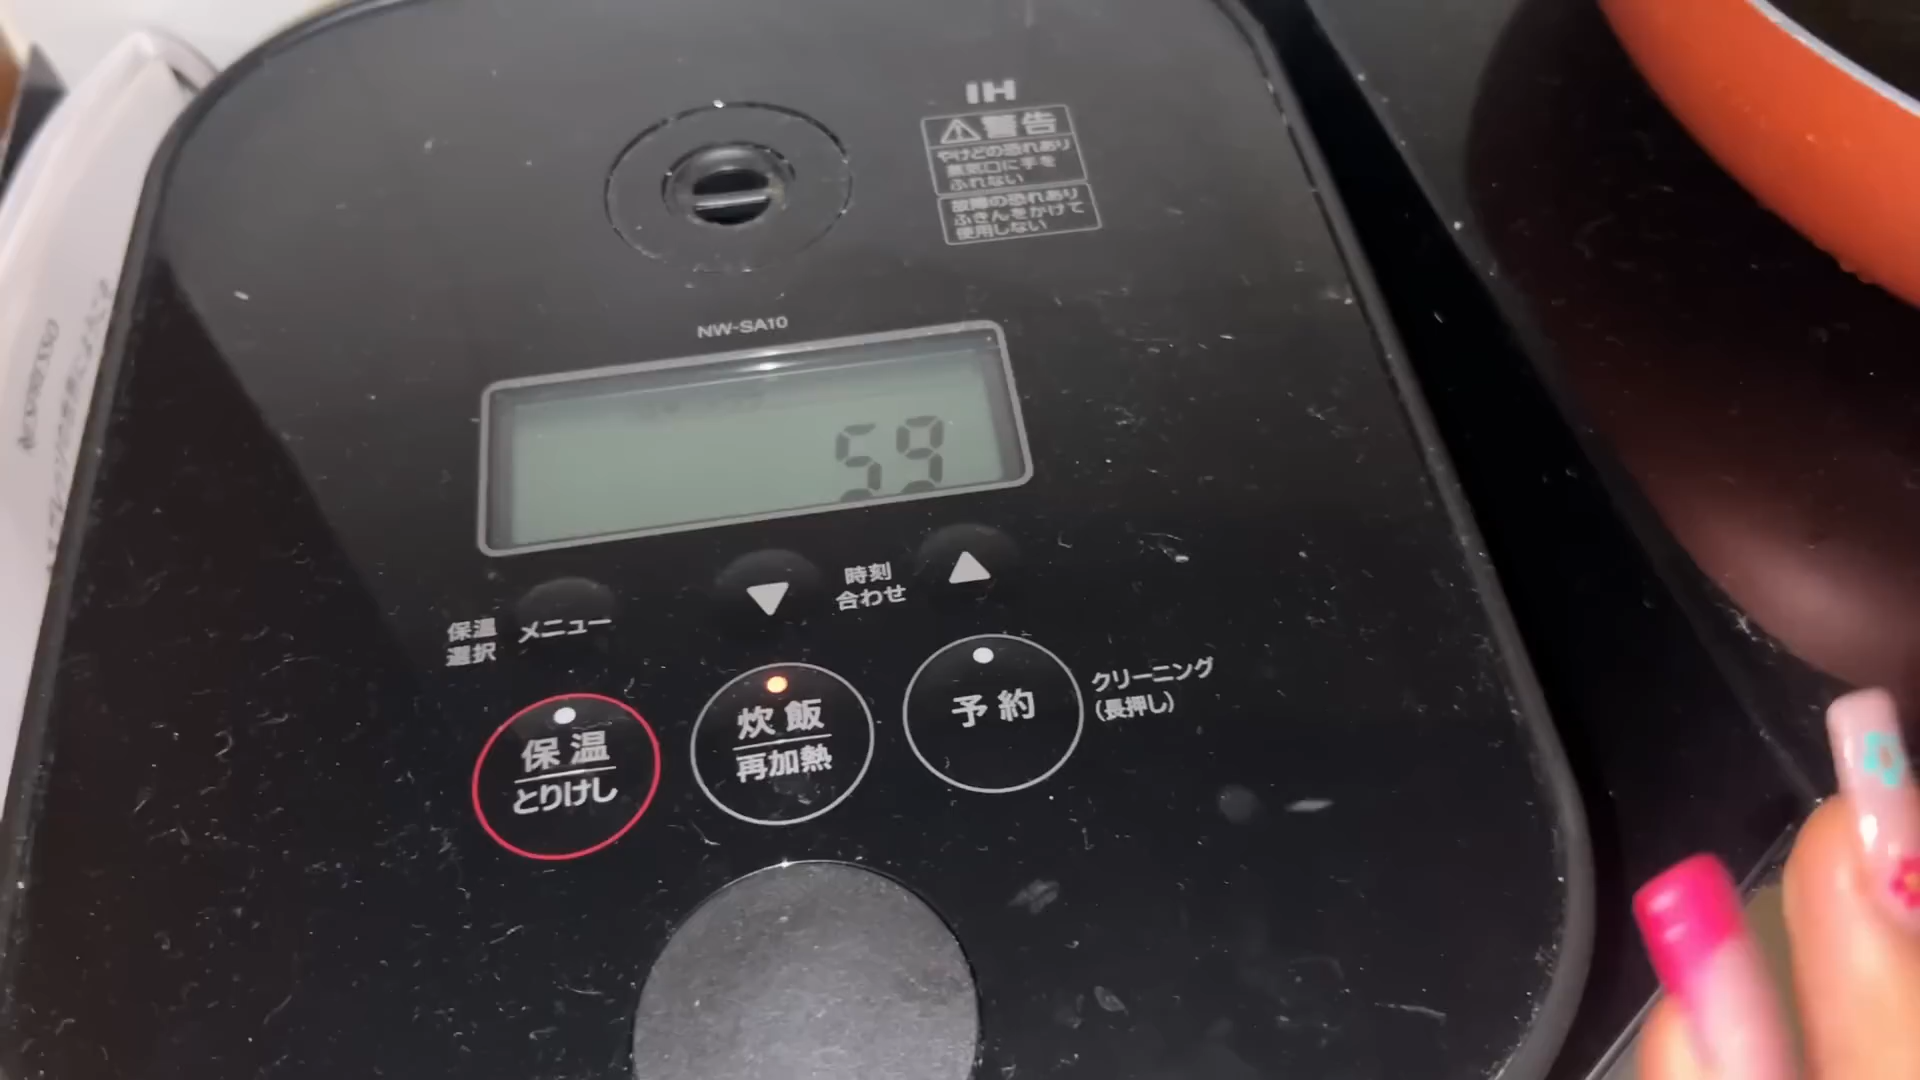 IH
警告
やけどの恐れあり
蒸気口に手を
ふれない
故障の恐れあり
ふきんをかけて
使用しない
NW-SA10
59
時刻
合わせ
保温
選択
メニュー
保温
とりけし
炊飯
再加熱
予約
クリーニング
(長押し)